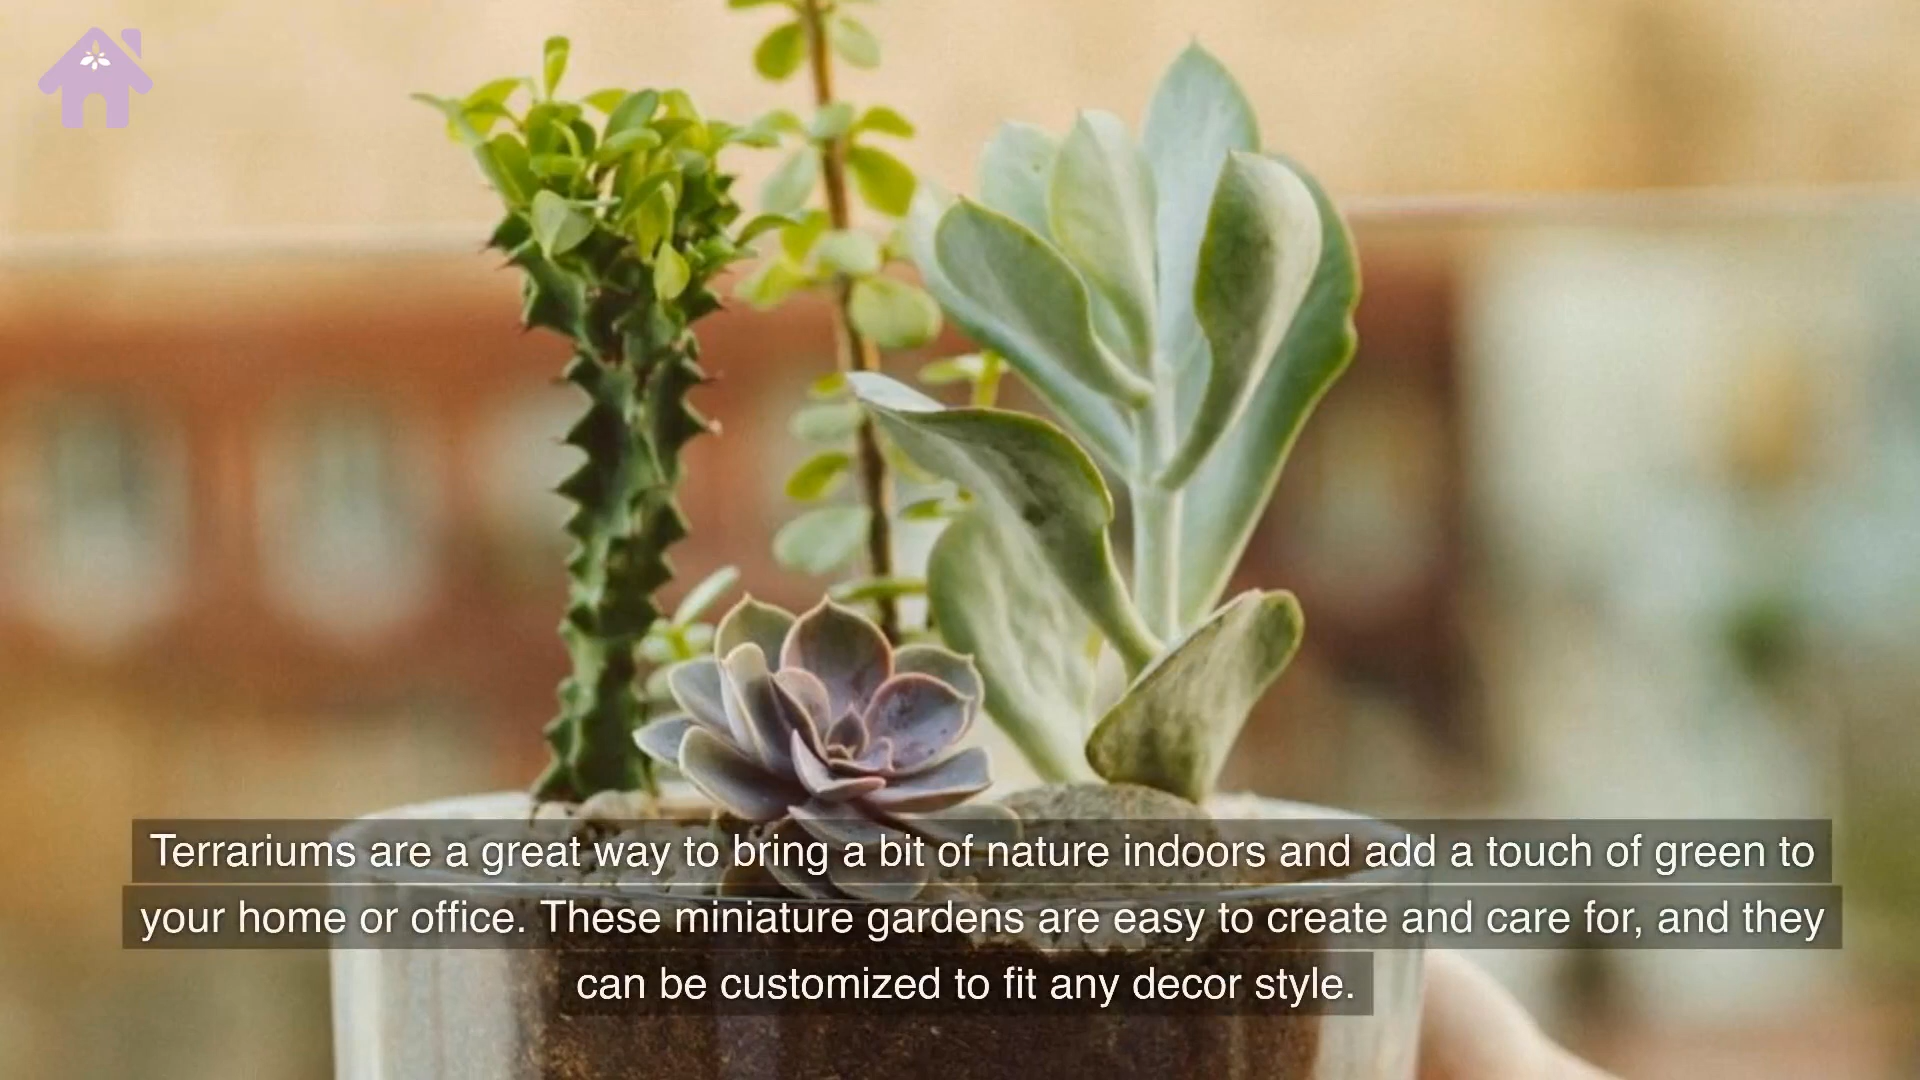 Terrariums are a great way to bring a bit of nature indoors and add a touch of green to
your home or office. These miniature gardens are easy to create and care for, and they
can be customized to fit any decor style.